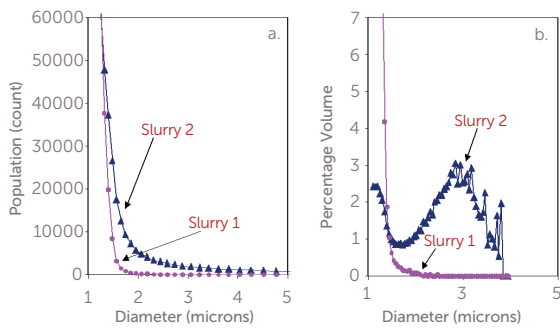 a.
Population (count)
60000
50000
40000
30000
20000
10000
0
Slurry 2
Slurry 1
1 2 3 4 5
Diameter (microns)
b.
Percentage Volume
7
6
5
4
3
2
1
0
Slurry 2
Slurry 1
1 3 5
Diameter (microns)